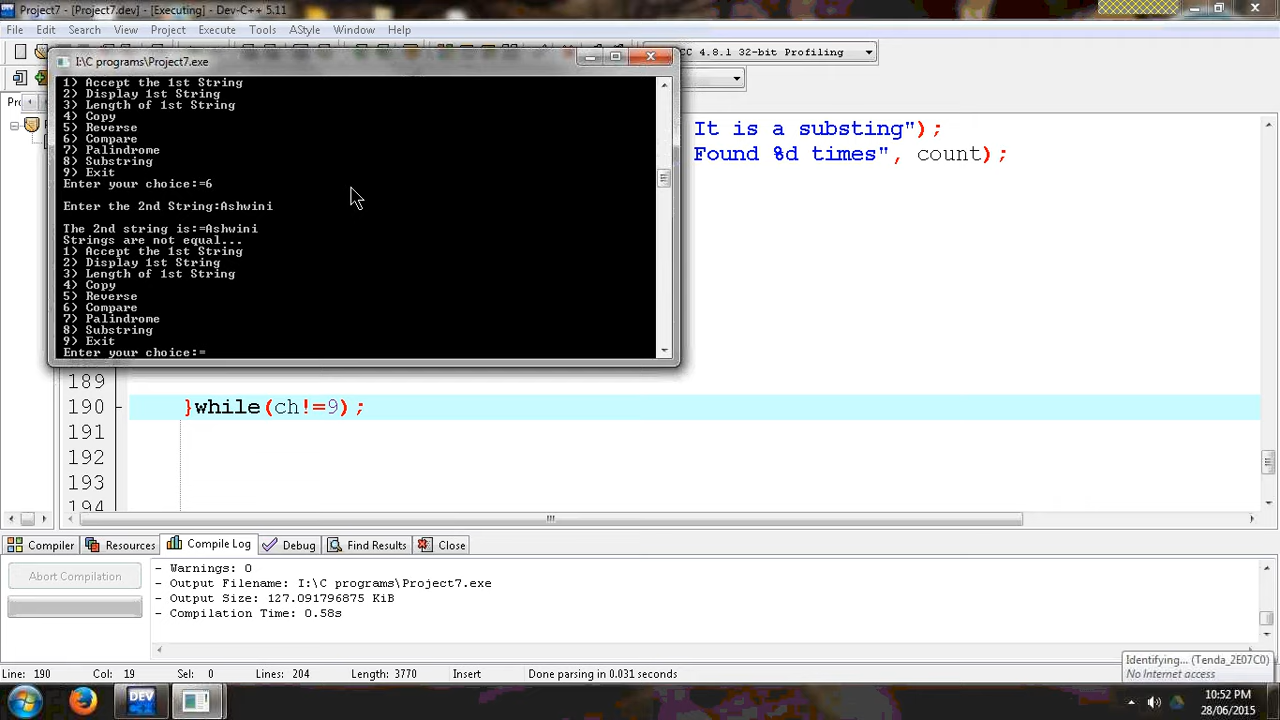 Project7 - [Project7.dev] - [Executing] - Dev-C++ 5.11
File Edit Search View Project Execute Tools AStyle Window Help
CC 4.8.1 32-bit Profiling
I:\C programs\Project7.exe
1) Accept the 1st String
2) Display 1st String
3) Length of 1st String
4) Copy
5) Reverse
6) Compare
7) Palindrome
8) Substring
9) Exit
Enter your choice:=6
Enter the 2nd String:Ashwini
The 2nd string is:=Ashwini
Strings are not equal...
1) Accept the 1st String
2) Display 1st String
3) Length of 1st String
4) Copy
5) Reverse
6) Compare
7) Palindrome
8) Substring
9) Exit
Enter your choice:=
It is a substing");
Found %d times", count);
189
190 }while(ch!=9);
191
192
193
194
Compiler Resources Compile Log Debug Find Results Close
Abort Compilation
- Warnings: 0
- Output Filename: I:\C programs\Project7.exe
- Output Size: 127.091796875 KiB
- Compilation Time: 0.58s
Line: 190 Col: 19 Sel: 0 Lines: 204 Length: 3770 Insert Done parsing in 0.031 seconds
Identifying... (Tenda_2E07C0)
No Internet access
DEV
10:52 PM
28/06/2015